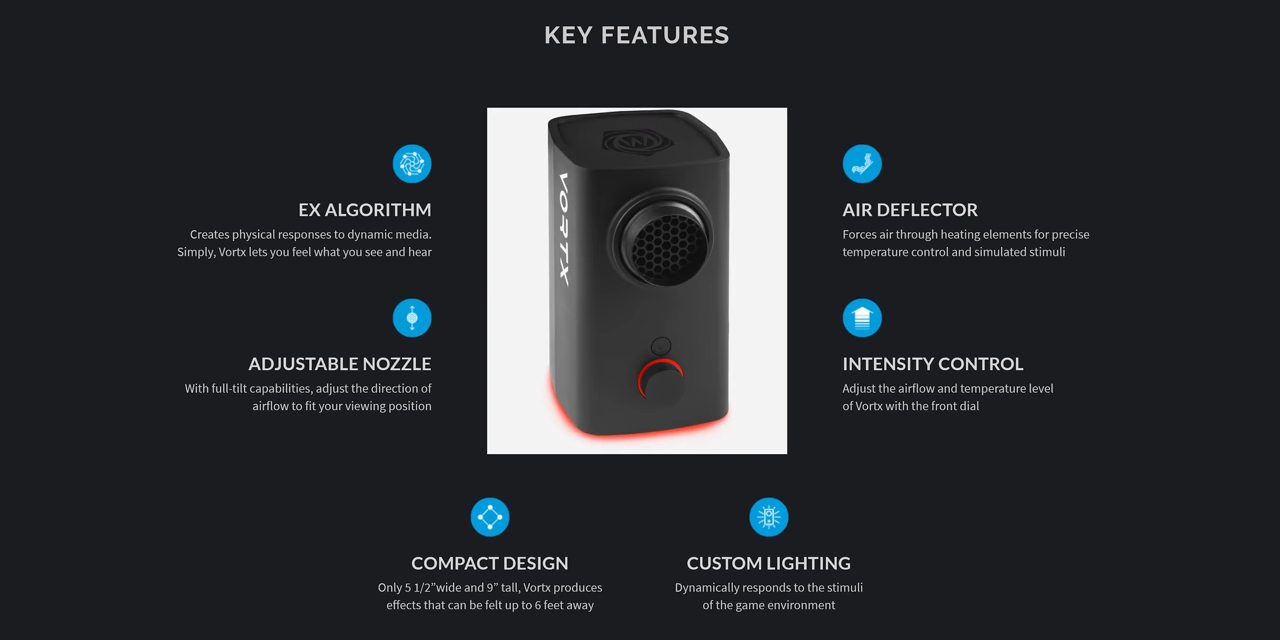 KEY FEATURES
EX ALGORITHM
Creates physical responses to dynamic media.
Simply, Vortx lets you feel what you see and hear
ADJUSTABLE NOZZLE
With full-tilt capabilities, adjust the direction of
airflow to fit your viewing position
VORTX
AIR DEFLECTOR
Forces air through heating elements for precise
temperature control and simulated stimuli
INTENSITY CONTROL
Adjust the airflow and temperature level
of Vortx with the front dial
COMPACT DESIGN
Only 5 1/2”wide and 9” tall, Vortx produces
effects that can be felt up to 6 feet away
CUSTOM LIGHTING
Dynamically responds to the stimuli
of the game environment